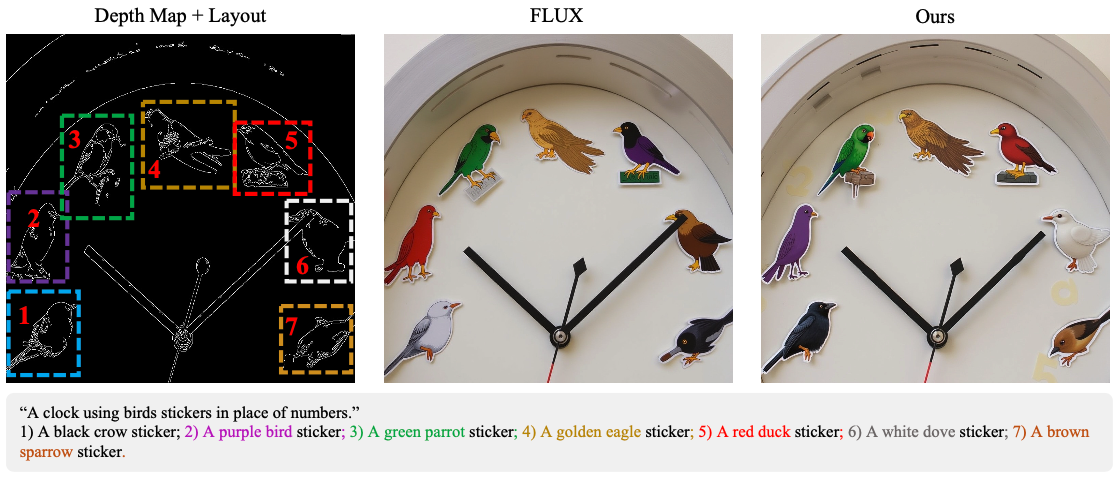 Depth Map + Layout
FLUX
Ours
3
4
5
2
6
1
7
5
“A clock using birds stickers in place of numbers.”
1) A black crow sticker; 2) A purple bird sticker; 3) A green parrot sticker; 4) A golden eagle sticker; 5) A red duck sticker; 6) A white dove sticker; 7) A brown
sparrow sticker.